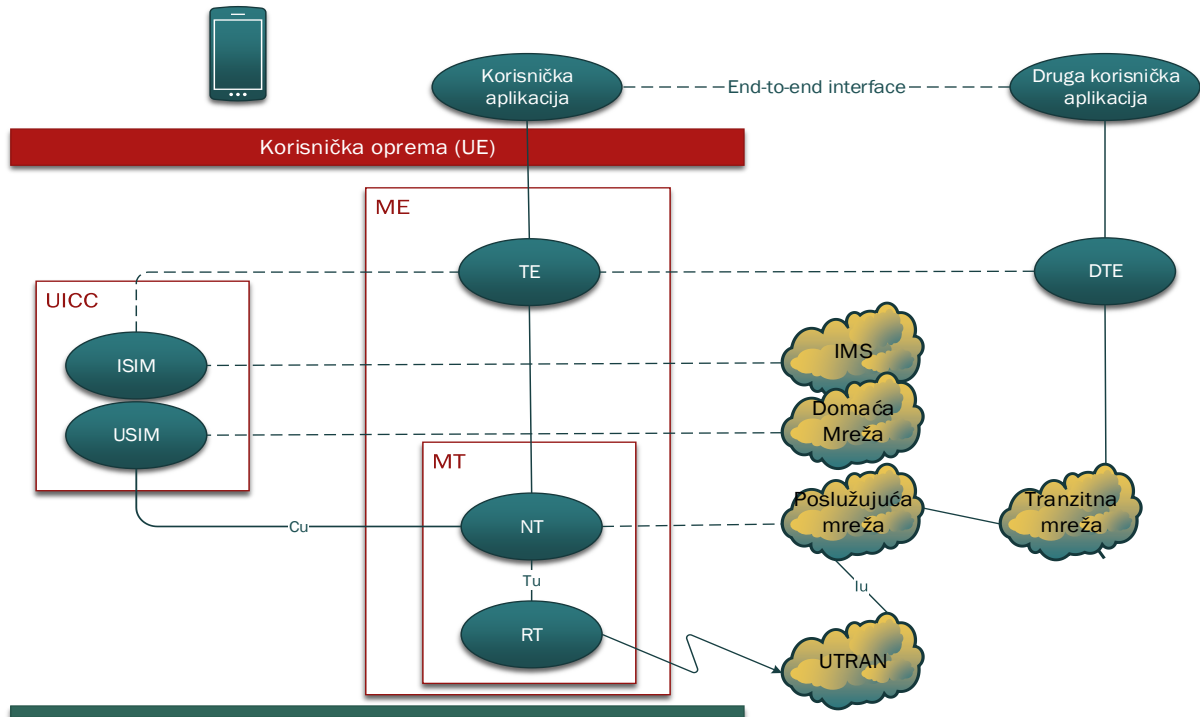 Korisnička
aplikacija
End-to-end interface
Druga korisnička
aplikacija
Korisnička oprema (UE)
ME
TE
DTE
UICC
ISIM
IMS
USIM
Domaća
Mreža
MT
NT
Cu
Poslužujuća
mreža
Tranzitna
mreža
Tu
Iu
RT
UTRAN